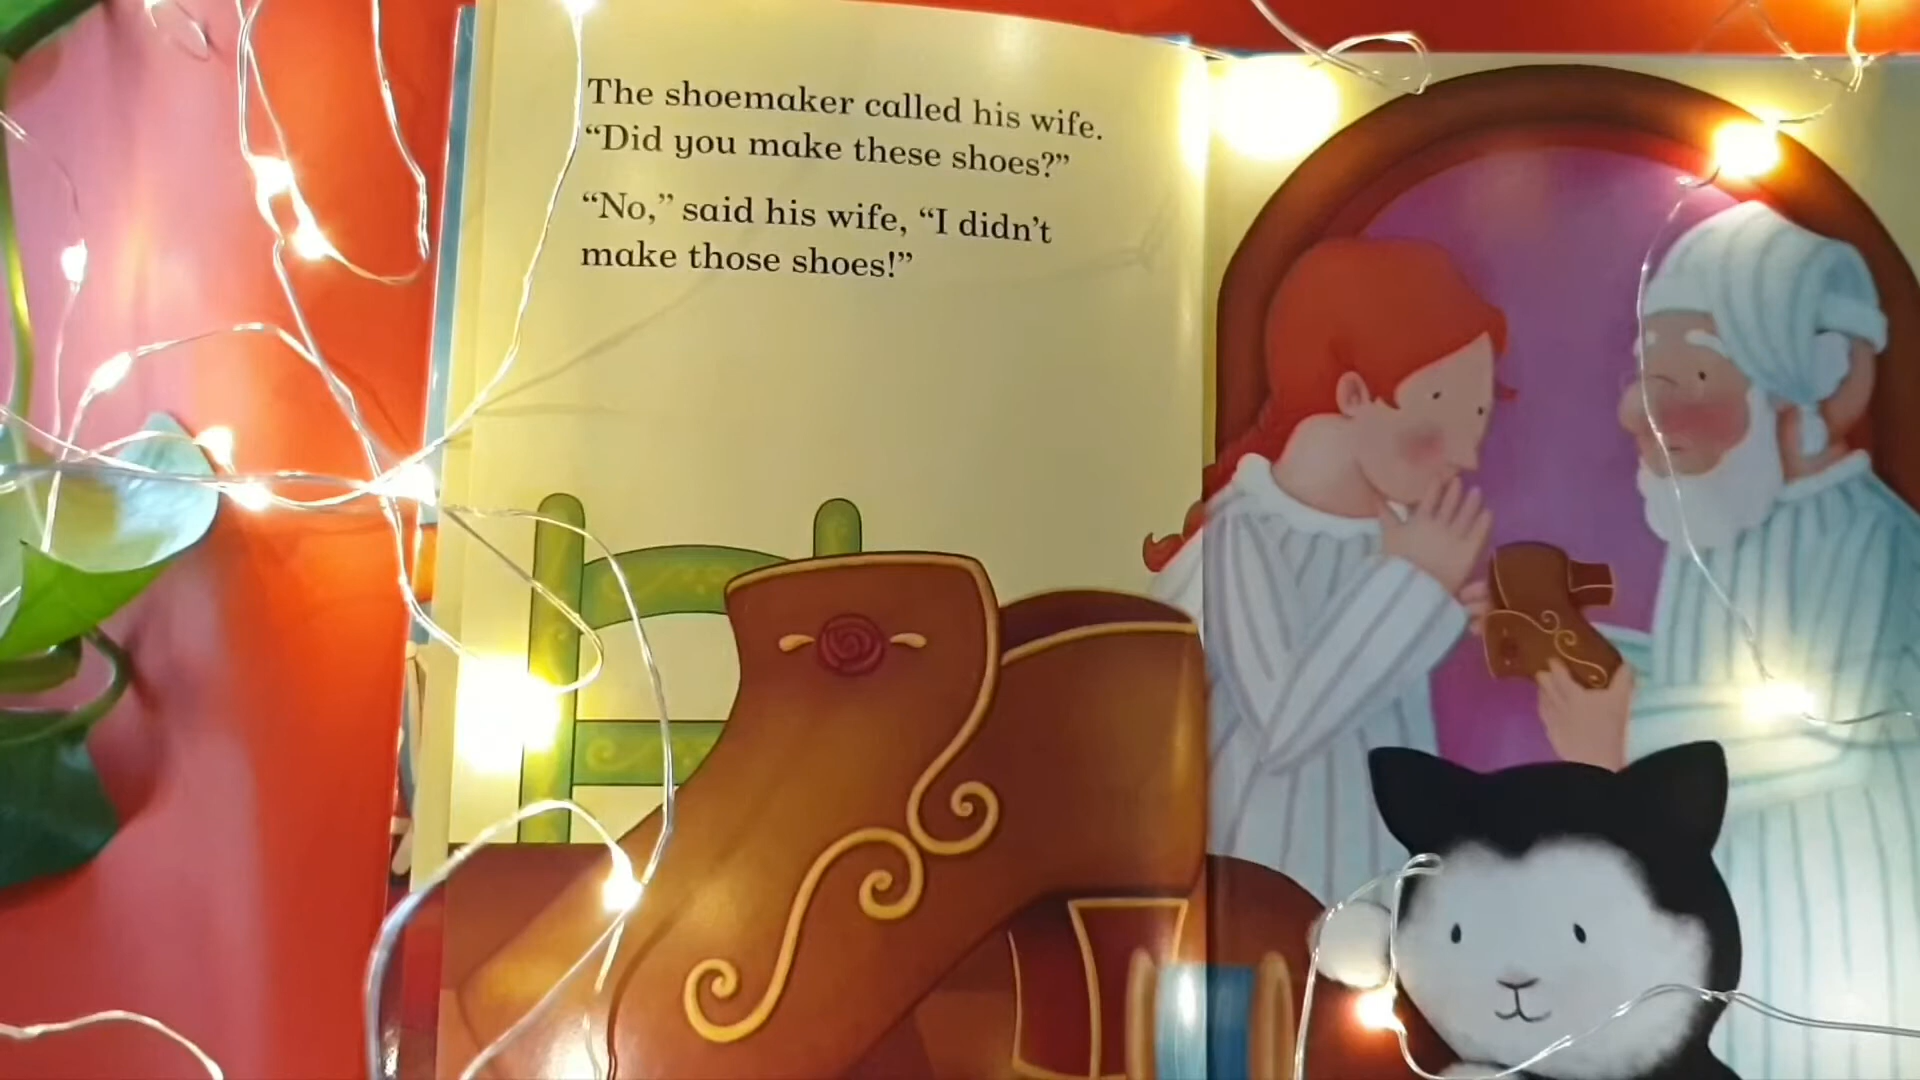 The shoemaker called his wife.
“Did you make these shoes?”
“No,” said his wife, “I didn’t
make those shoes!”